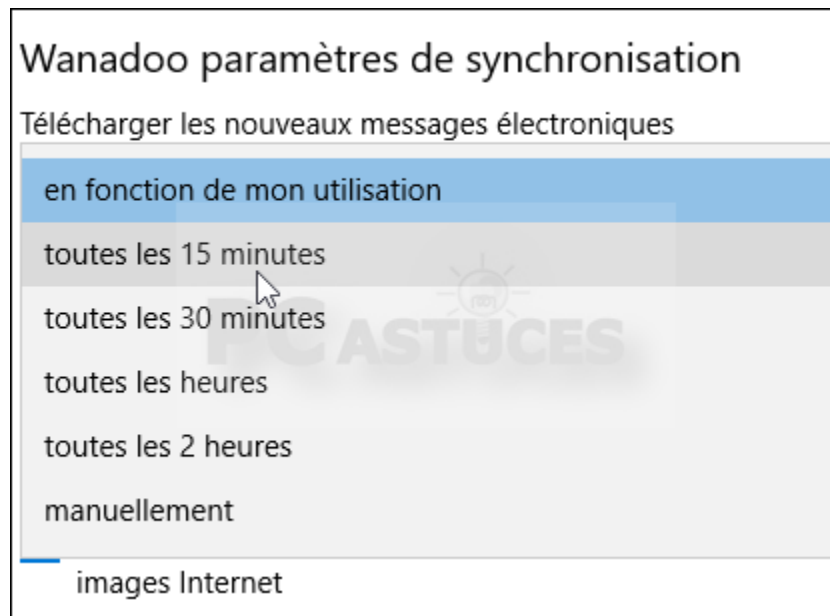 Wanadoo paramètres de synchronisation
Télécharger les nouveaux messages électroniques
en fonction de mon utilisation
toutes les 15 minutes
toutes les 30 minutes
PC ASTUCES
toutes les heures
toutes les 2 heures
manuellement
images Internet